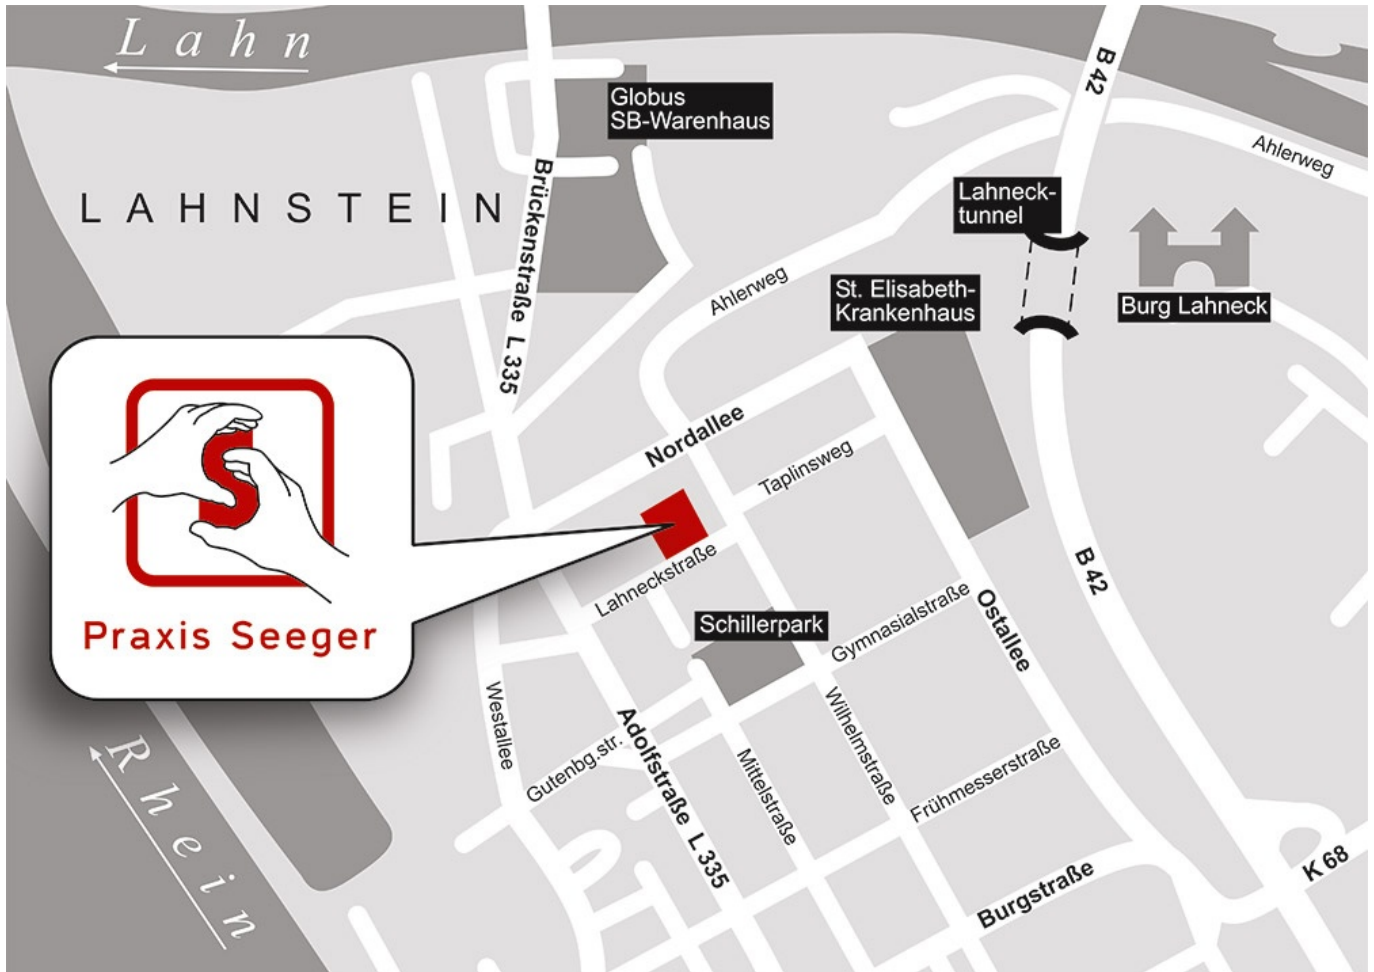 Lahn
B 42
Globus
SB-Warenhaus
Ahlerweg
Brückenstraße L 335
LAHNSTEIN
Lahneck-
tunnel
Ahlerweg
St. Elisabeth-
Krankenhaus
Burg Lahneck
Nordallee
Taplinsweg
S
Praxis Seeger
Lahneckstraße
B 42
Schillerpark
Gymnasialstraße
Ostallee
Westallee
Gutenbg.str.
Adolfstraße L 335
Mittelstraße
Wilhelmstraße
Frühmesserstraße
Rhein
Burgstraße
K 68